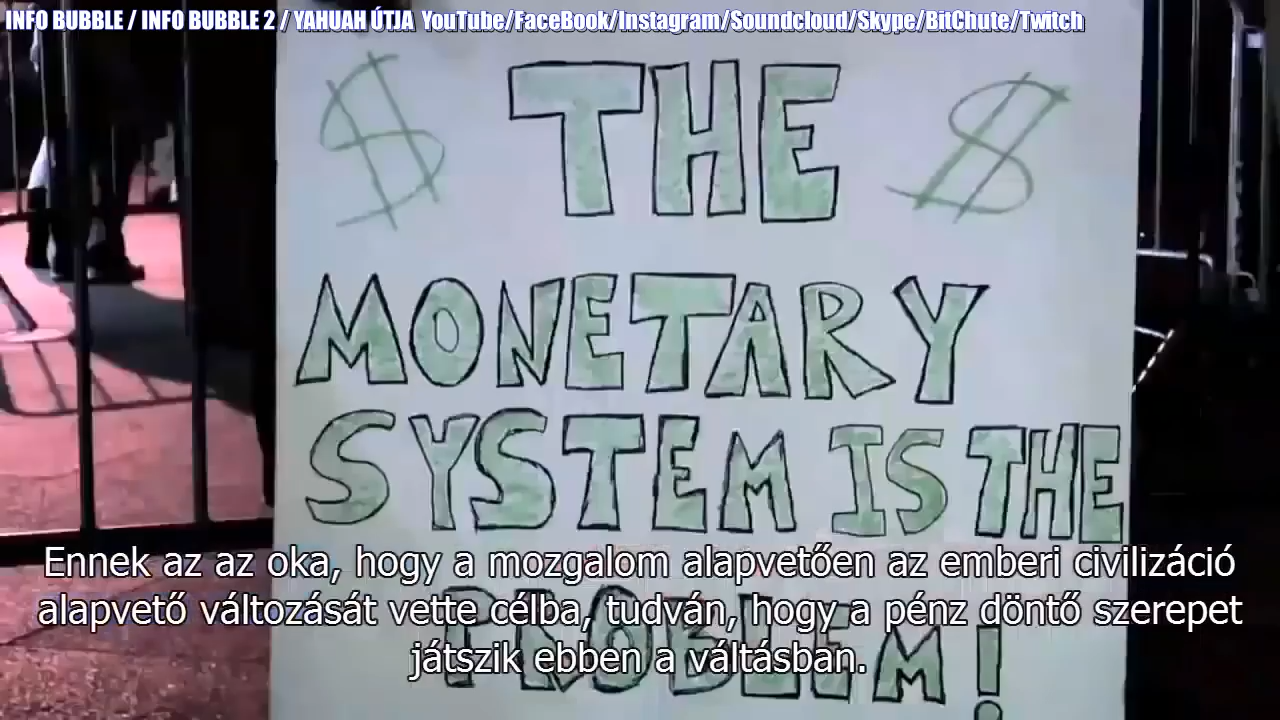 INFO BUBBLE / INFO BUBBLE 2 / YAHUAH ÚTJA YouTube/FaceBook/Instagram/Soundcloud/Skype/BitChute/Twitch
$ THE $
MONETARY
SYSTEM IS THE
PROBLEM!
Ennek az az oka, hogy a mozgalom alapvetően az emberi civilizáció
alapvető változását vette célba, tudván, hogy a pénz döntő szerepet
játszik ebben a váltásban.